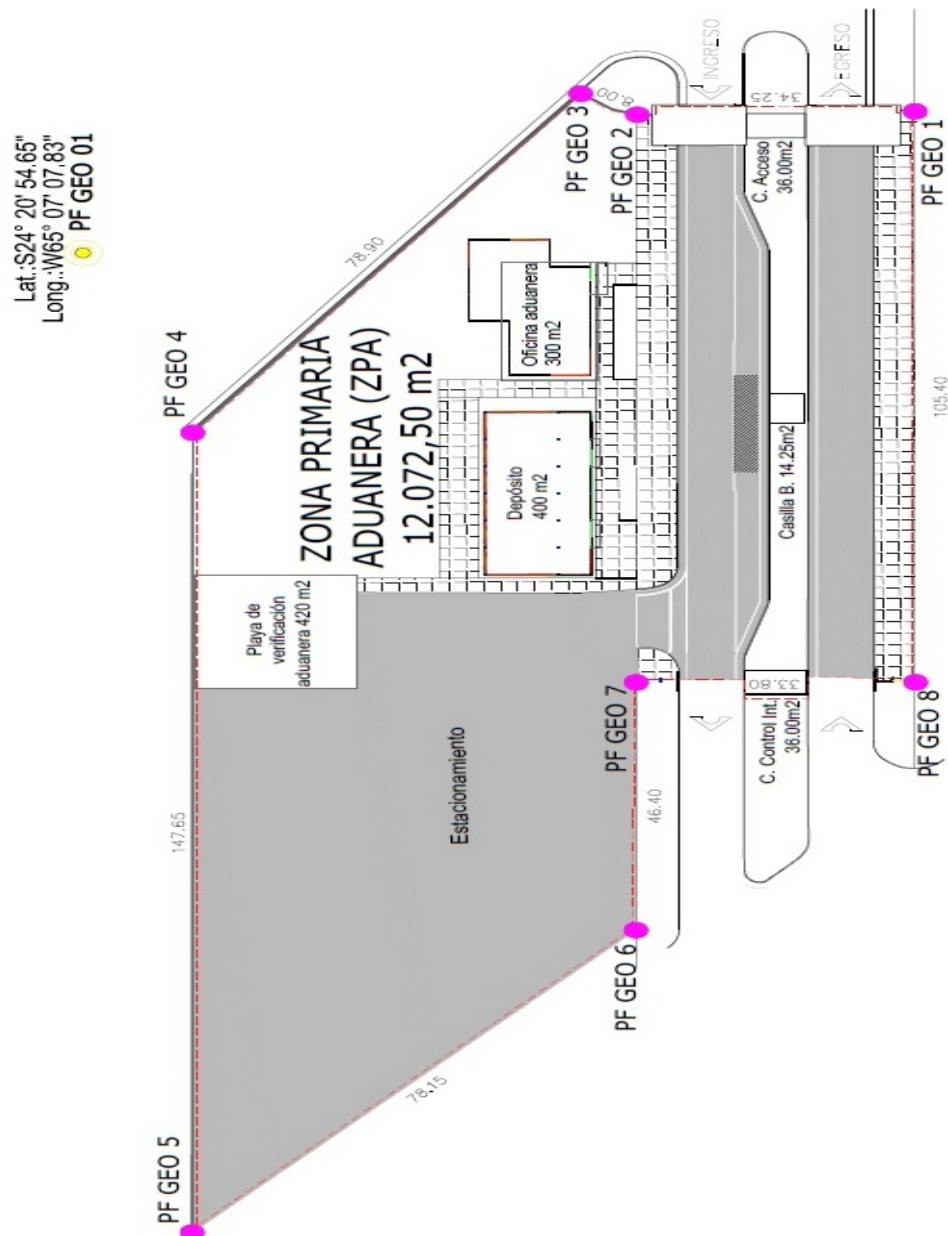 Lat.:S24° 20' 54.65"
Long.:W65° 07' 07,83"
PF GEO 01
PF GEO 4
78.90
PF GEO 3
8.00
PF GEO 2
INGRESO
34.25
EGRESO
PF GEO 1
C. Acceso
36.00m2
Oficina aduanera
300 m2
ZONA PRIMARIA
ADUANERA (ZPA)
12.072,50 m2
Depósito
400 m2
Casilla B. 14.25m2
105.40
Playa de
verificación
aduanera 420 m2
PF GEO 7
33.80
C. Control Int.
36.00m2
PF GEO 8
147.65
Estacionamiento
46.40
PF GEO 6
78.15
PF GEO 5